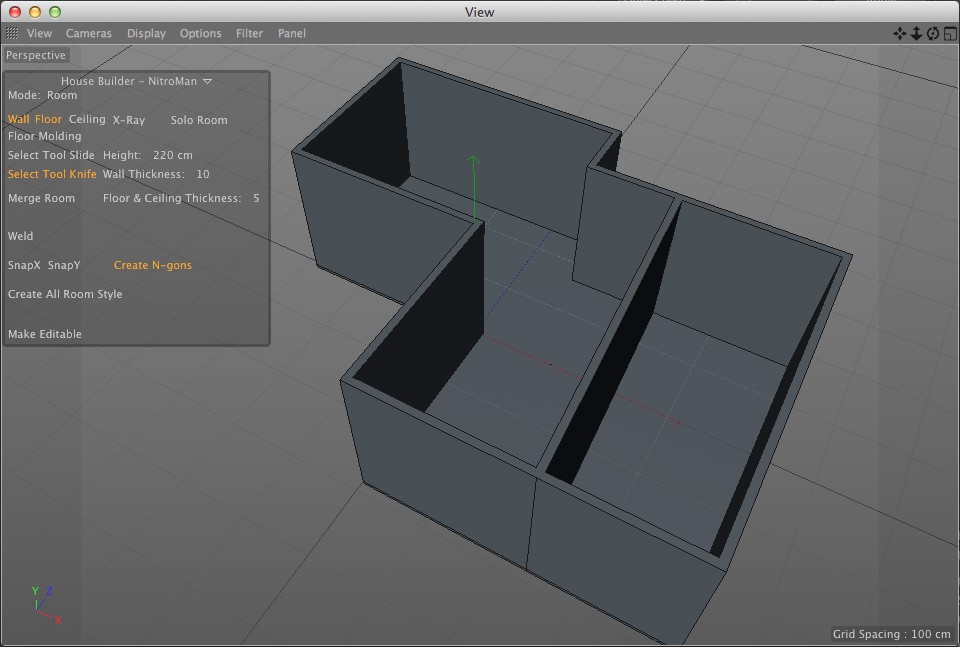 View
View Cameras Display Options Filter Panel
Perspective
House Builder - NitroMan
Mode: Room
Wall Floor Ceiling X-Ray Solo Room
Floor Molding
Select Tool Slide Height: 220 cm
Select Tool Knife Wall Thickness: 10
Merge Room Floor & Ceiling Thickness: 5
Weld
SnapX SnapY Create N-gons
Create All Room Style
Make Editable
Y Z
X
Grid Spacing : 100 cm